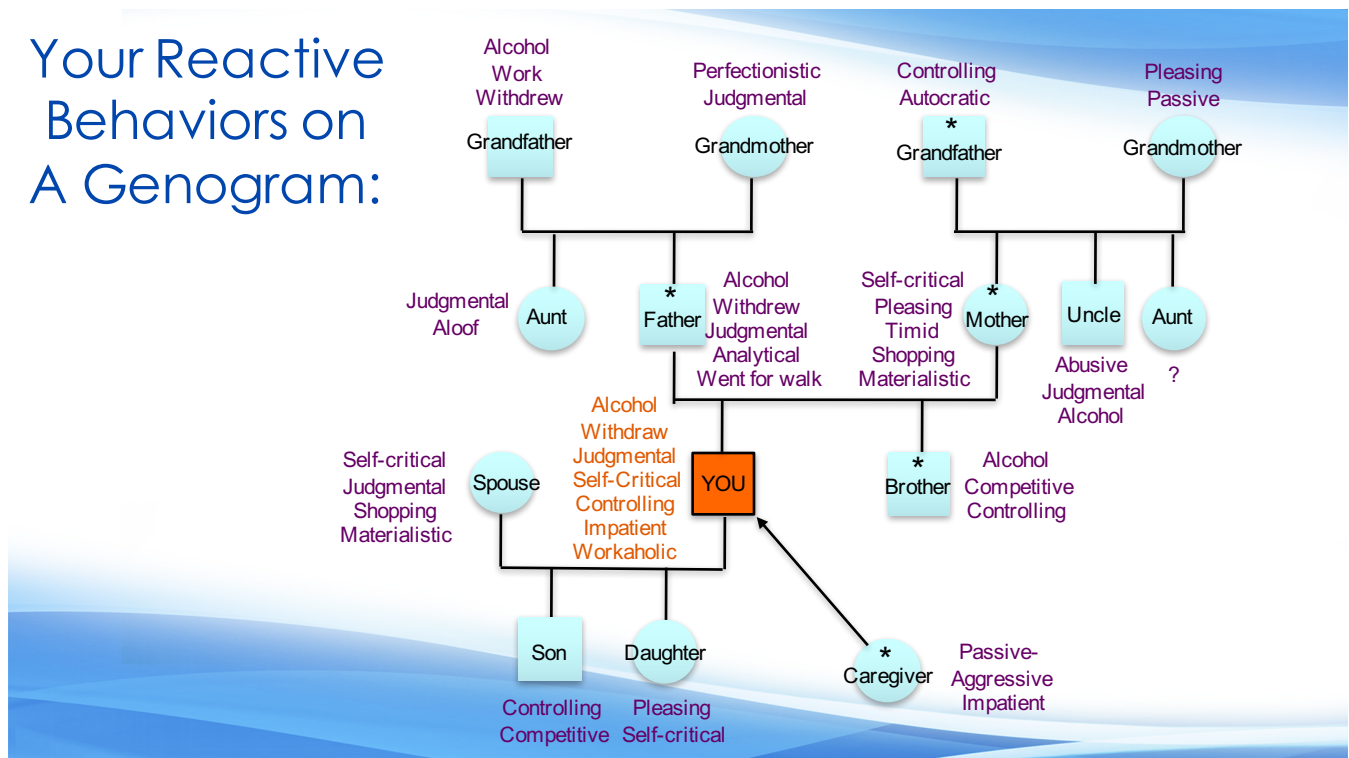 Your Reactive
Behaviors on
A Genogram:
Alcohol
Work
Withdrew
Grandfather
Perfectionistic
Judgmental
Grandmother
Controlling
Autocratic
*
Grandfather
Pleasing
Passive
Grandmother
Judgmental
Aloof
Aunt
*
Father
Alcohol
Withdrew
Judgmental
Analytical
Went for walk
Self-critical
Pleasing
Timid
Shopping
Materialistic
*
Mother
Uncle
Abusive
Judgmental
Alcohol
Aunt
?
Self-critical
Judgmental
Shopping
Materialistic
Spouse
Alcohol
Withdraw
Judgmental
Self-Critical
Controlling
Impatient
Workaholic
YOU
*
Brother
Alcohol
Competitive
Controlling
Son
Controlling
Competitive
Daughter
Pleasing
Self-critical
*
Caregiver
Passive-
Aggressive
Impatient